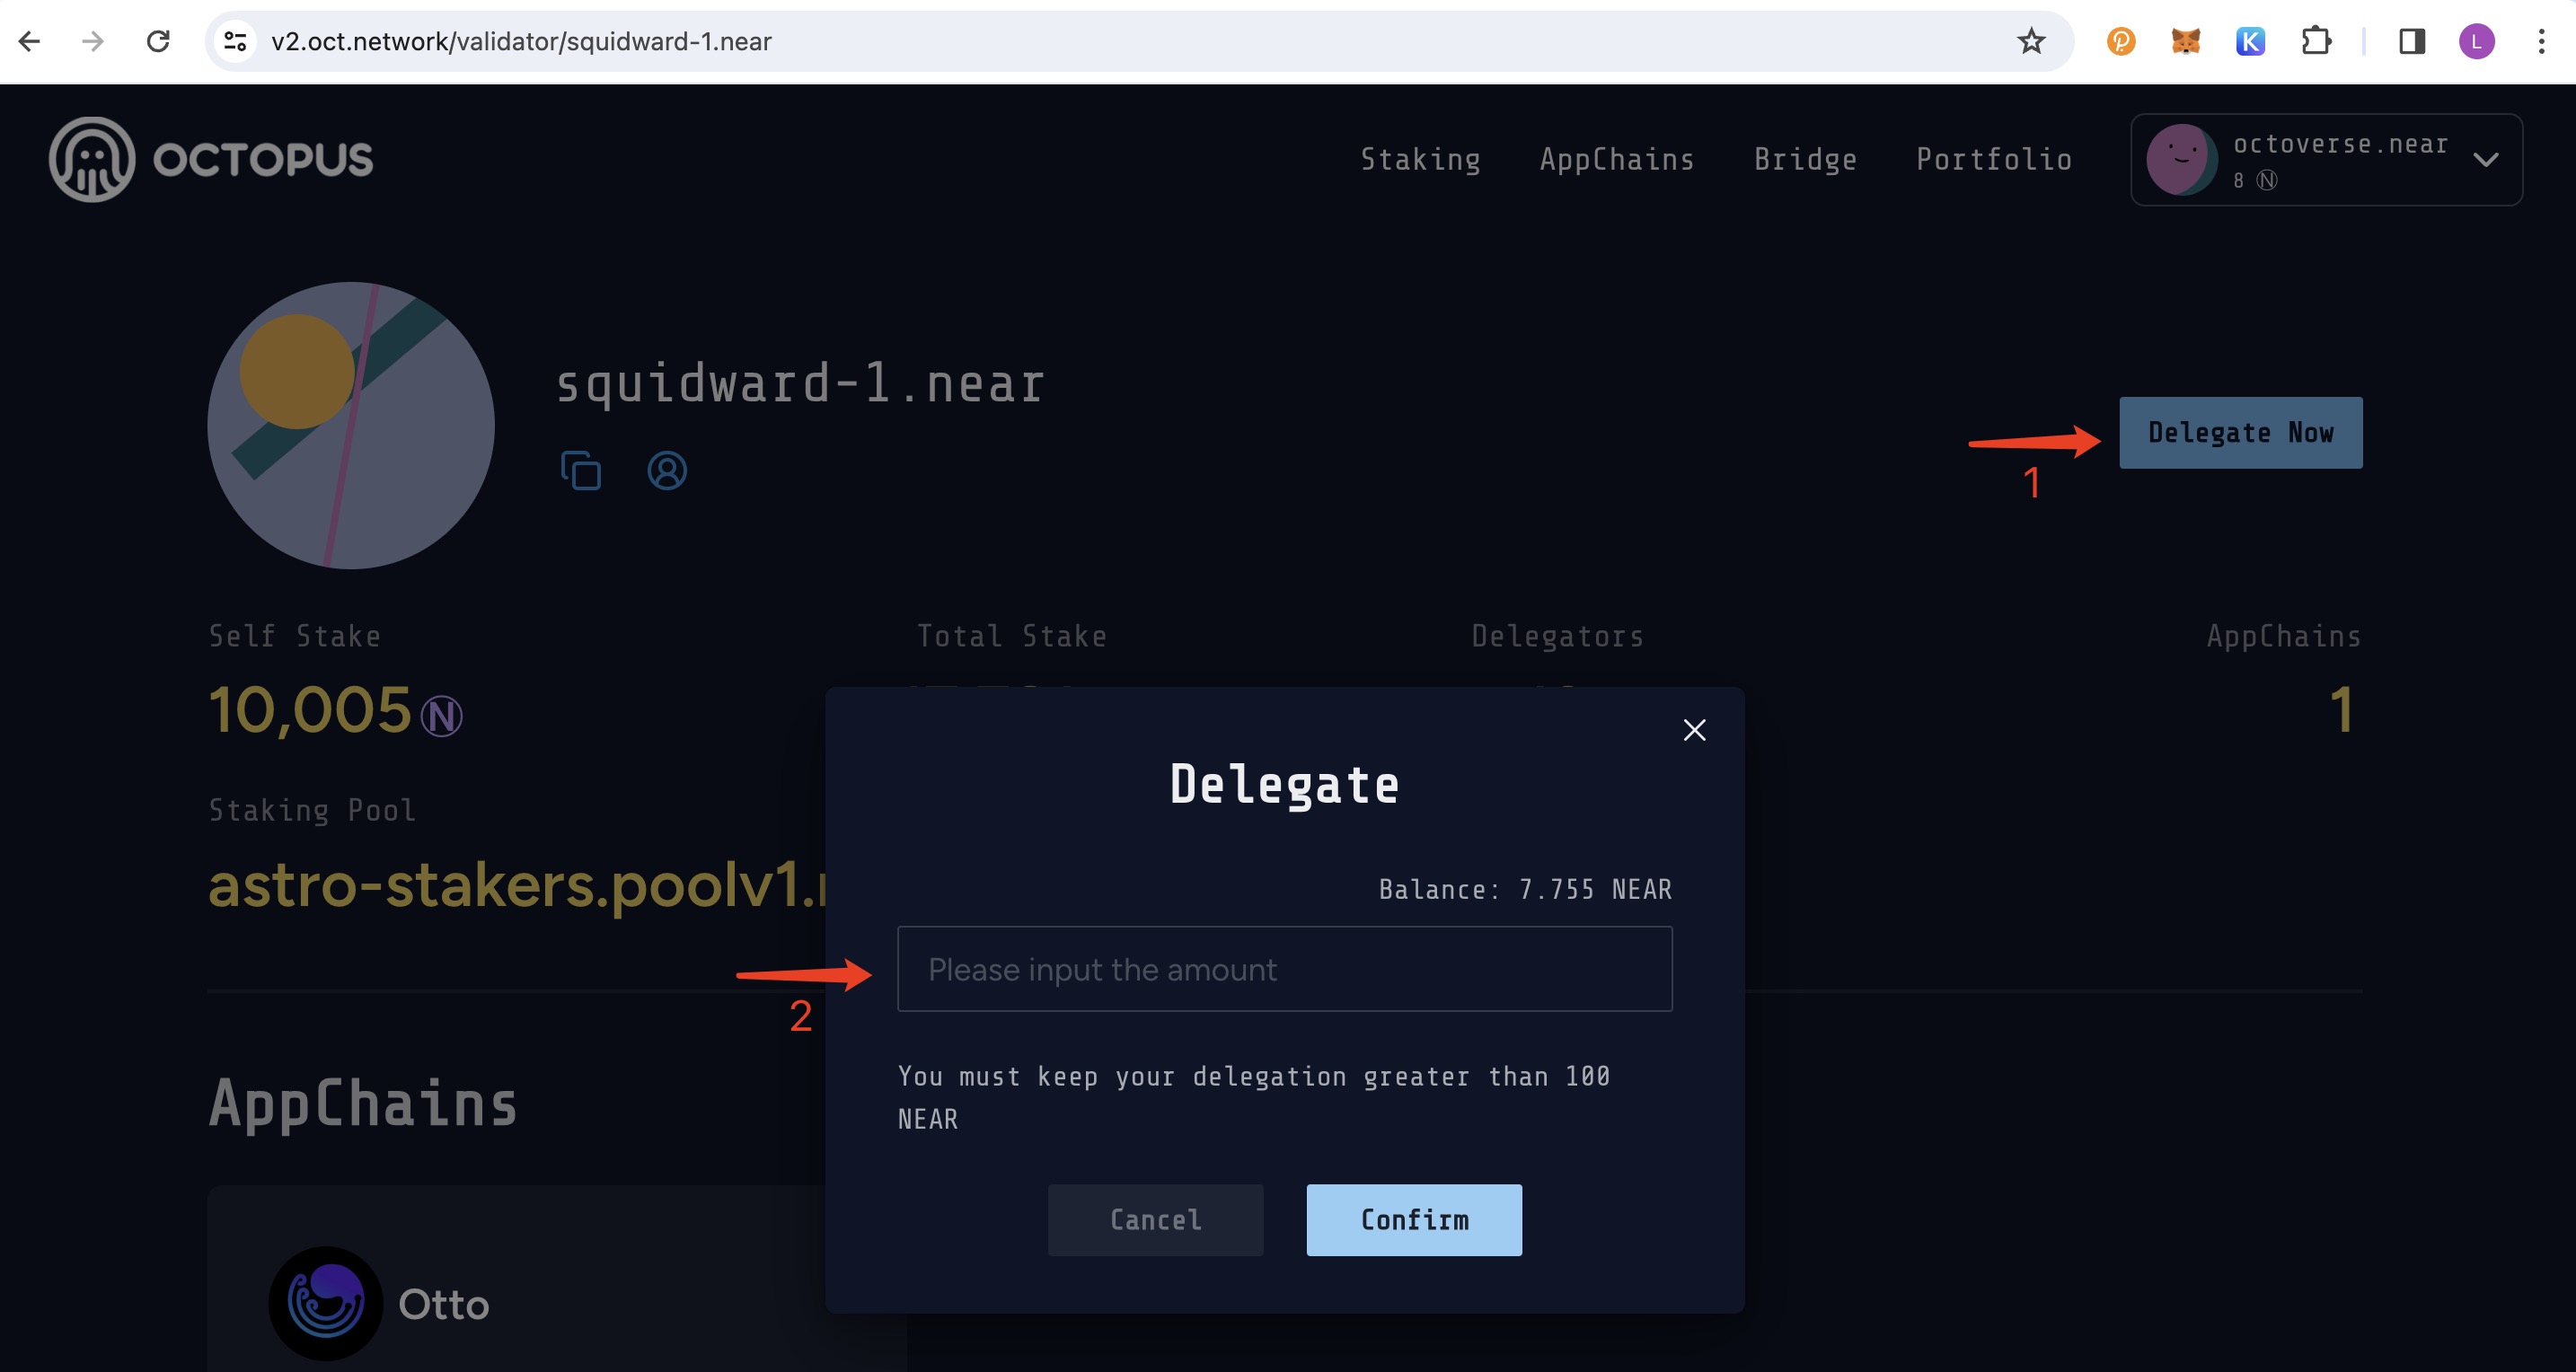 v2.oct.network/validator/squidward-1.near
L
OCTOPUS
Staking AppChains Bridge Portfolio
octoverse.near
8
squidward-1.near
Delegate Now
1
Self Stake Total Stake Delegators AppChains
10,005 1
Delegate
Staking Pool
astro-stakers.poolv1.
Balance: 7.755 NEAR
Please input the amount
2
You must keep your delegation greater than 100
NEAR
AppChains
Cancel Confirm
Otto